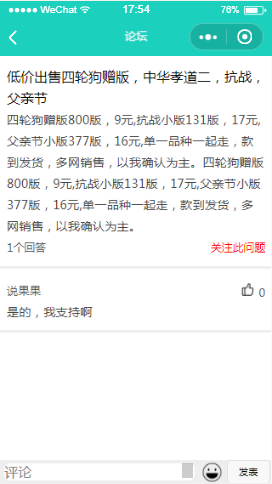 WeChat 17:54 76%
论坛
低价出售四轮狗赠版，中华孝道二，抗战，
父亲节
四轮狗赠版800版，9元,抗战小版131版，17元,
父亲节小版377版，16元,单一品种一起走，款
到发货，多网销售，以我确认为主。四轮狗赠版
800版，9元,抗战小版131版，17元,父亲节小版
377版，16元,单一品种一起走，款到发货，多
网销售，以我确认为主。
1个回答 关注此问题
说果果 0
是的，我支持啊
评论 发表